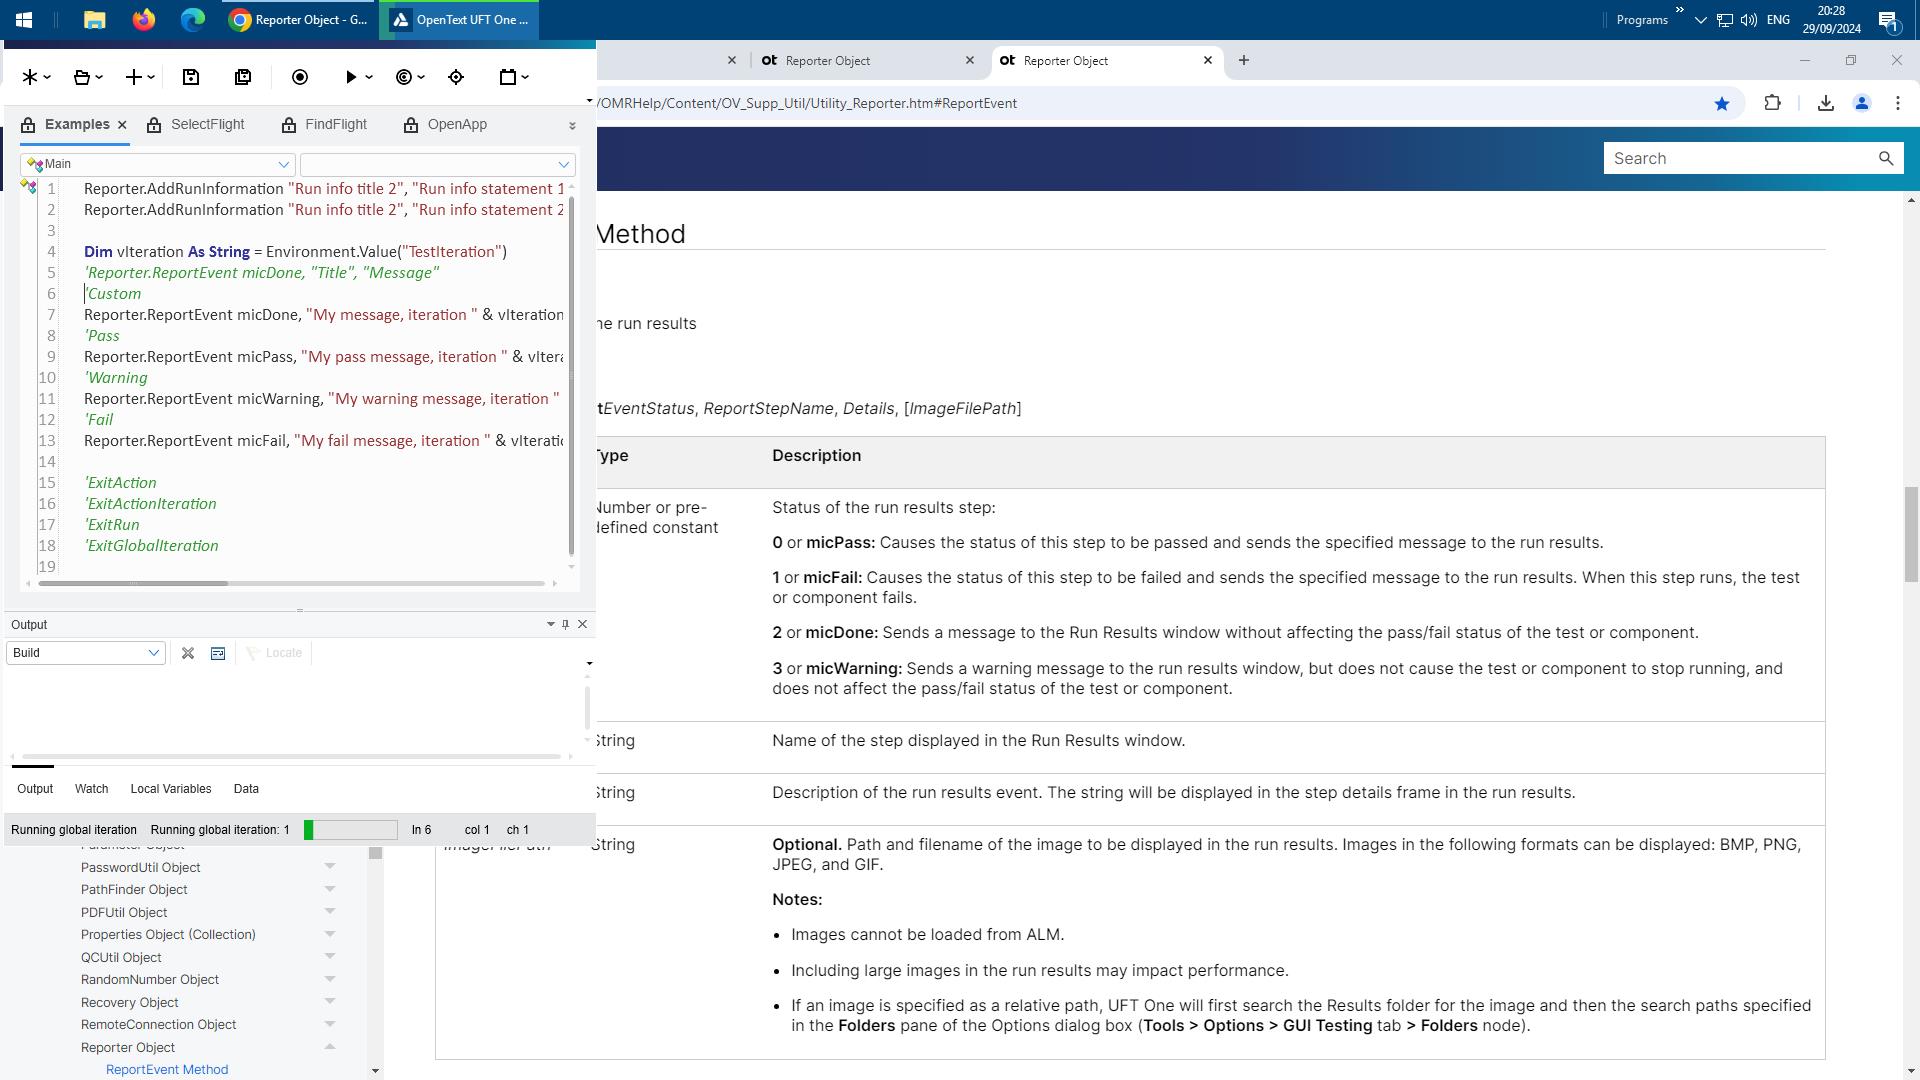 Reporter Object - G...
OpenText UFT One ...
Programs
ENG
20:28
29/09/2024
1
ot Reporter Object
ot Reporter Object
/OMRHelp/Content/OV_Supp_Util/Utility_Reporter.htm#ReportEvent
Search
Examples
SelectFlight
FindFlight
OpenApp
Main
1 Reporter.AddRunInformation "Run info title 2", "Run info statement 1
2 Reporter.AddRunInformation "Run info title 2", "Run info statement 2
3
4 Dim vIteration As String = Environment.Value("TestIteration")
5 'Reporter.ReportEvent micDone, "Title", "Message"
6 'Custom
7 Reporter.ReportEvent micDone, "My message, iteration " & vIteration
8 'Pass
9 Reporter.ReportEvent micPass, "My pass message, iteration " & vItera
10 'Warning
11 Reporter.ReportEvent micWarning, "My warning message, iteration "
12 'Fail
13 Reporter.ReportEvent micFail, "My fail message, iteration " & vIteratio
14
15 'ExitAction
16 'ExitActionIteration
17 'ExitRun
18 'ExitGlobalIteration
19
Output
Build
Locate
Output
Watch
Local Variables
Data
Running global iteration
Running global iteration: 1
ln 6
col 1
ch 1
Parameter Object
PasswordUtil Object
PathFinder Object
PDFUtil Object
Properties Object (Collection)
QCUtil Object
RandomNumber Object
Recovery Object
RemoteConnection Object
Reporter Object
ReportEvent Method
Method
he run results
tEventStatus, ReportStepName, Details, [ImageFilePath]
Type
Description
Number or pre-
defined constant
Status of the run results step:
0 or micPass: Causes the status of this step to be passed and sends the specified message to the run results.
1 or micFail: Causes the status of this step to be failed and sends the specified message to the run results. When this step runs, the test
or component fails.
2 or micDone: Sends a message to the Run Results window without affecting the pass/fail status of the test or component.
3 or micWarning: Sends a warning message to the run results window, but does not cause the test or component to stop running, and
does not affect the pass/fail status of the test or component.
String
Name of the step displayed in the Run Results window.
String
Description of the run results event. The string will be displayed in the step details frame in the run results.
ImageFilePath
String
Optional. Path and filename of the image to be displayed in the run results. Images in the following formats can be displayed: BMP, PNG,
JPEG, and GIF.
Notes:
• Images cannot be loaded from ALM.
• Including large images in the run results may impact performance.
• If an image is specified as a relative path, UFT One will first search the Results folder for the image and then the search paths specified
in the Folders pane of the Options dialog box (Tools > Options > GUI Testing tab > Folders node).